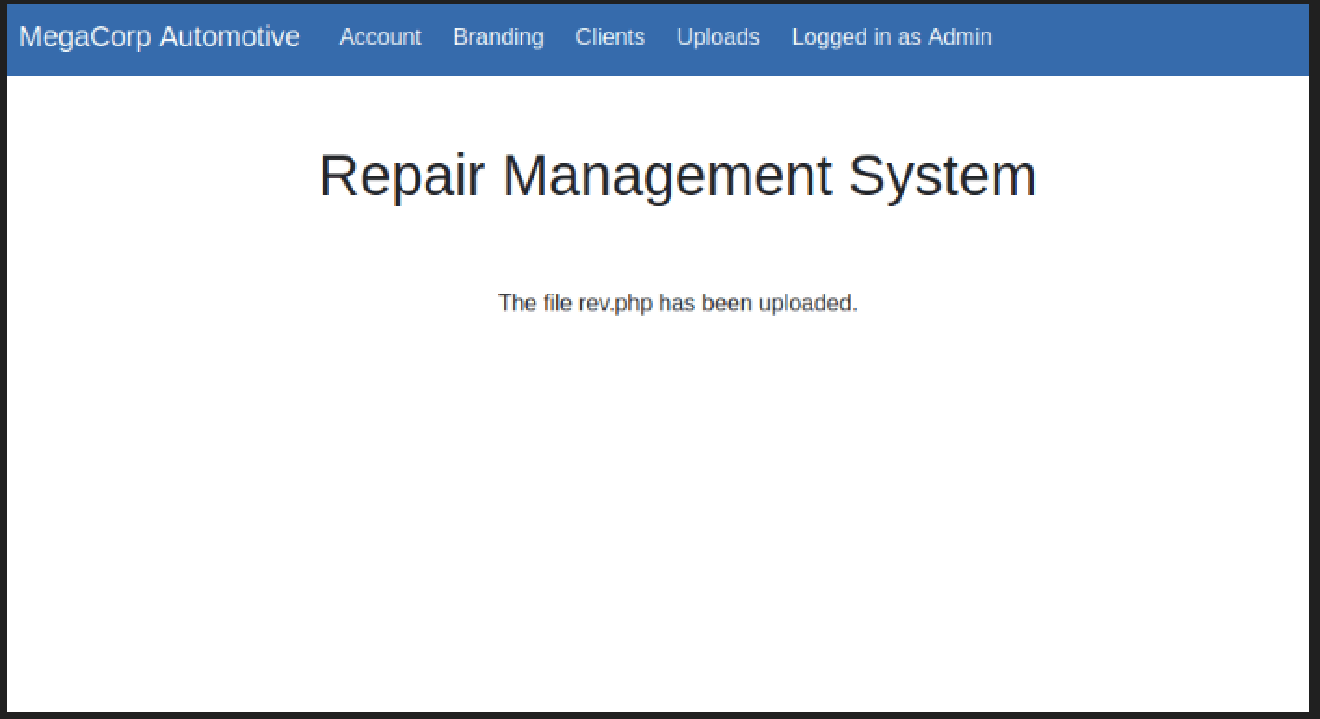 MegaCorp Automotive Account Branding Clients Uploads Logged in as Admin
Repair Management System
The file rev.php has been uploaded.